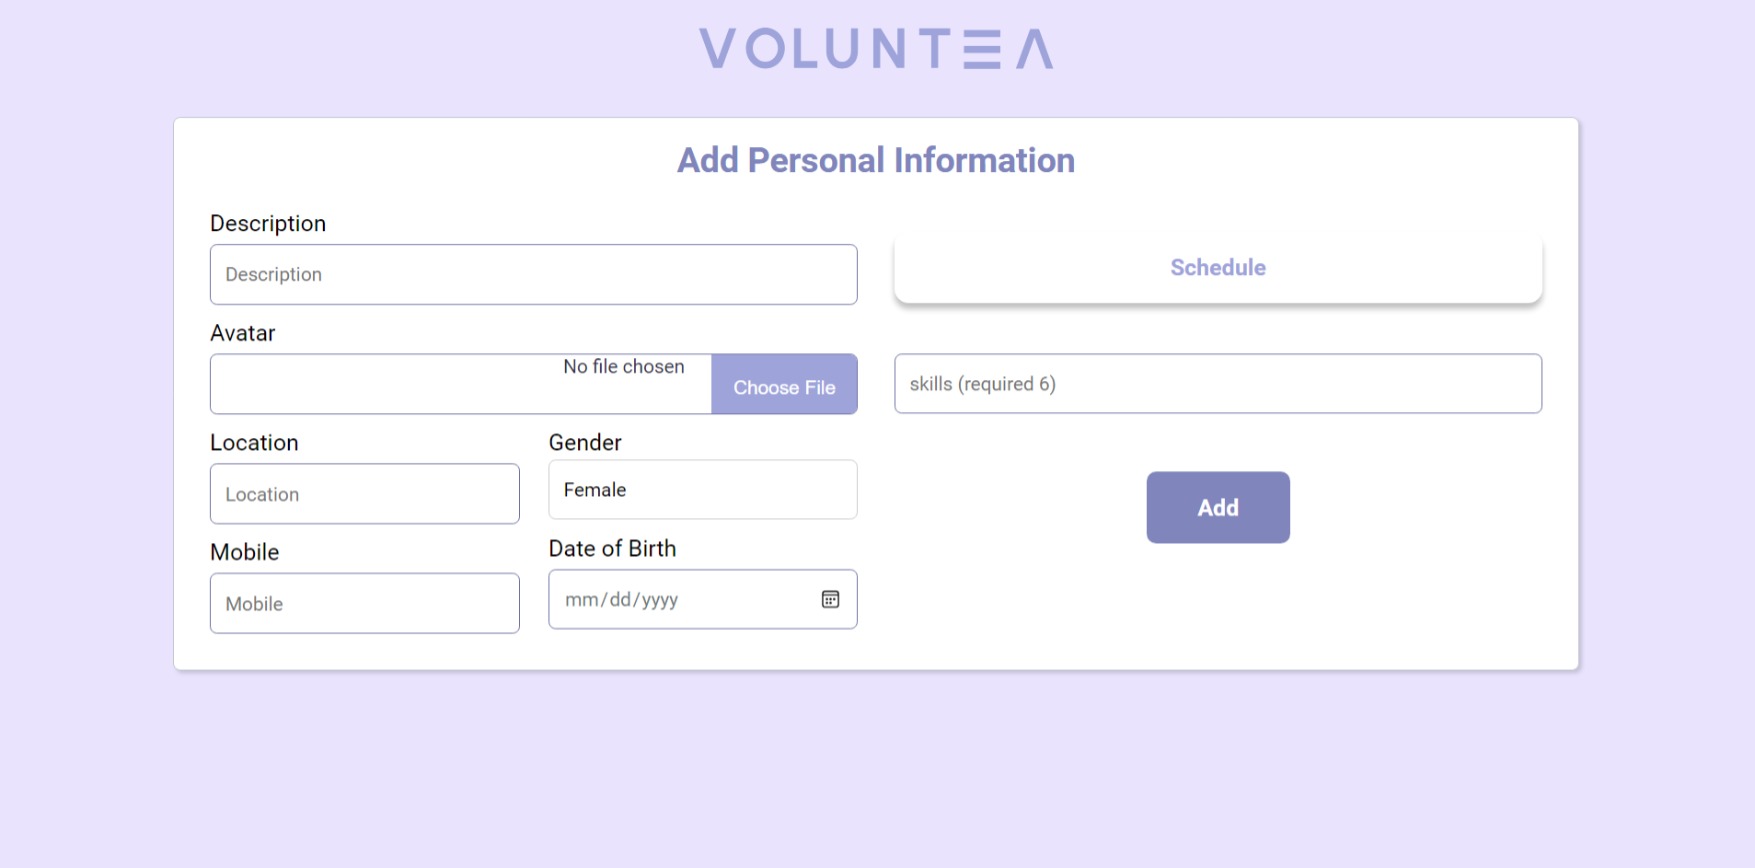 VOLUNTEA
Add Personal Information
Description
Description
Schedule
Avatar
No file chosen
Choose File
skills (required 6)
Location
Location
Gender
Female
Add
Mobile
Mobile
Date of Birth
mm/dd/yyyy